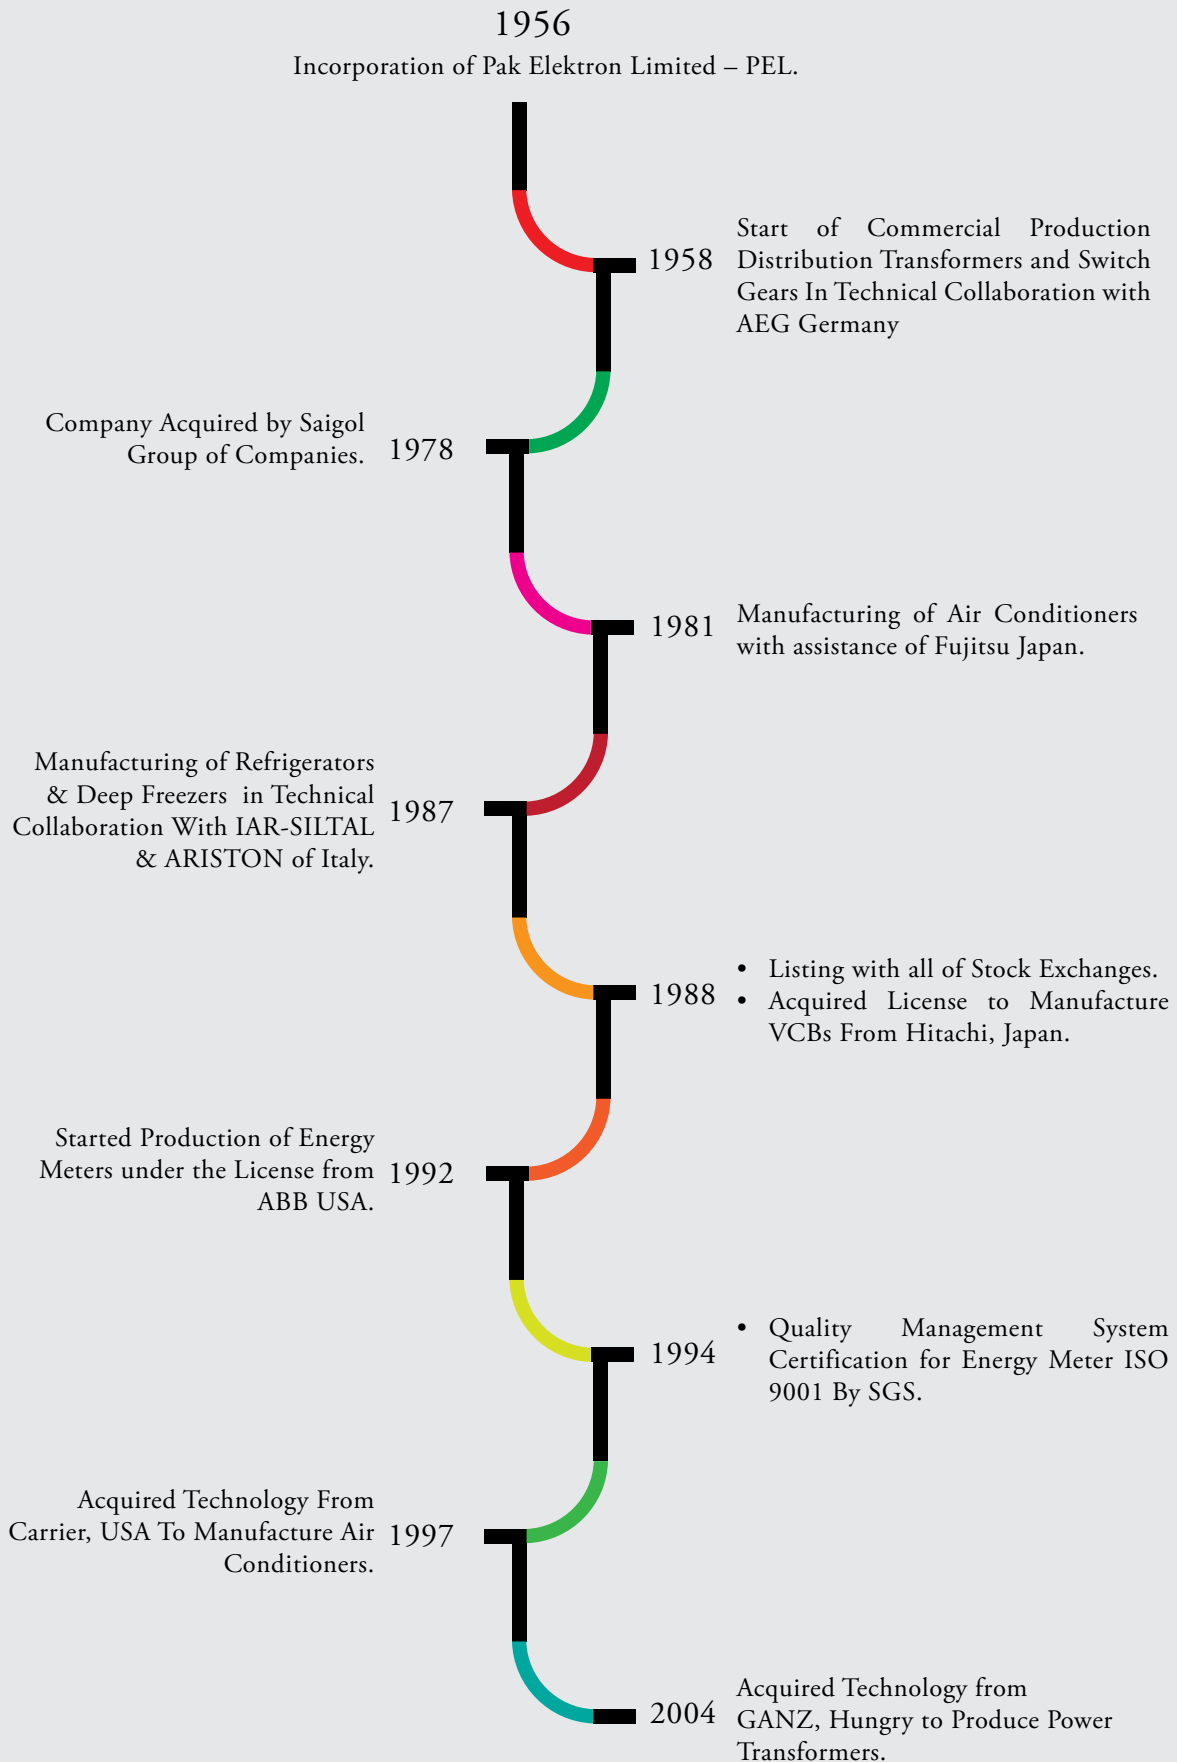 1956
Incorporation of Pak Elektron Limited – PEL.
1958
Start of Commercial Production
Distribution Transformers and Switch
Gears In Technical Collaboration with
AEG Germany
Company Acquired by Saigol
Group of Companies.
1978
1981
Manufacturing of Air Conditioners
with assistance of Fujitsu Japan.
Manufacturing of Refrigerators
& Deep Freezers in Technical
Collaboration With IAR-SILTAL
& ARISTON of Italy.
1987
1988
• Listing with all of Stock Exchanges.
• Acquired License to Manufacture
VCBs From Hitachi, Japan.
Started Production of Energy
Meters under the License from
ABB USA.
1992
1994
• Quality Management System
Certification for Energy Meter ISO
9001 By SGS.
Acquired Technology From
Carrier, USA To Manufacture Air
Conditioners.
1997
2004
Acquired Technology from
GANZ, Hungry to Produce Power
Transformers.